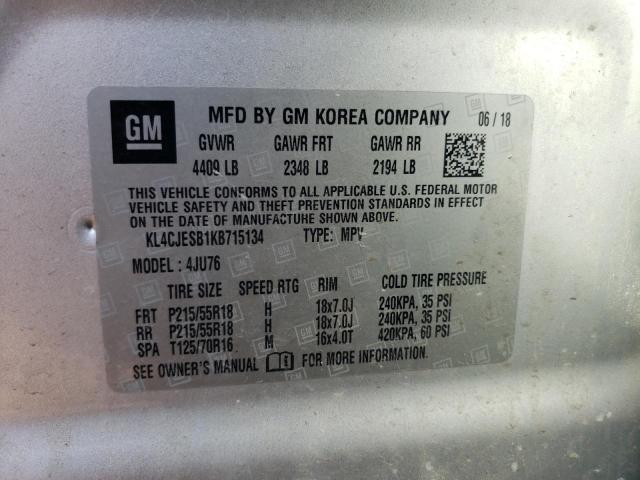 GM MFD BY GM KOREA COMPANY 06/18
GVWR GAWR FRT GAWR RR
4409 LB 2348 LB 2194 LB
THIS VEHICLE CONFORMS TO ALL APPLICABLE U.S. FEDERAL MOTOR
VEHICLE SAFETY AND THEFT PREVENTION STANDARDS IN EFFECT
ON THE DATE OF MANUFACTURE SHOWN ABOVE.
KL4CJESB1KB715134 TYPE: MPV
MODEL: 4JU76
TIRE SIZE SPEED RTG RIM COLD TIRE PRESSURE
FRT P215/55R18 H 18x7.0J 240KPA, 35 PSI
RR P215/55R18 H 18x7.0J 240KPA, 35 PSI
SPA T125/70R16 M 16x4.0T 420KPA, 60 PSI
SEE OWNER'S MANUAL FOR MORE INFORMATION.